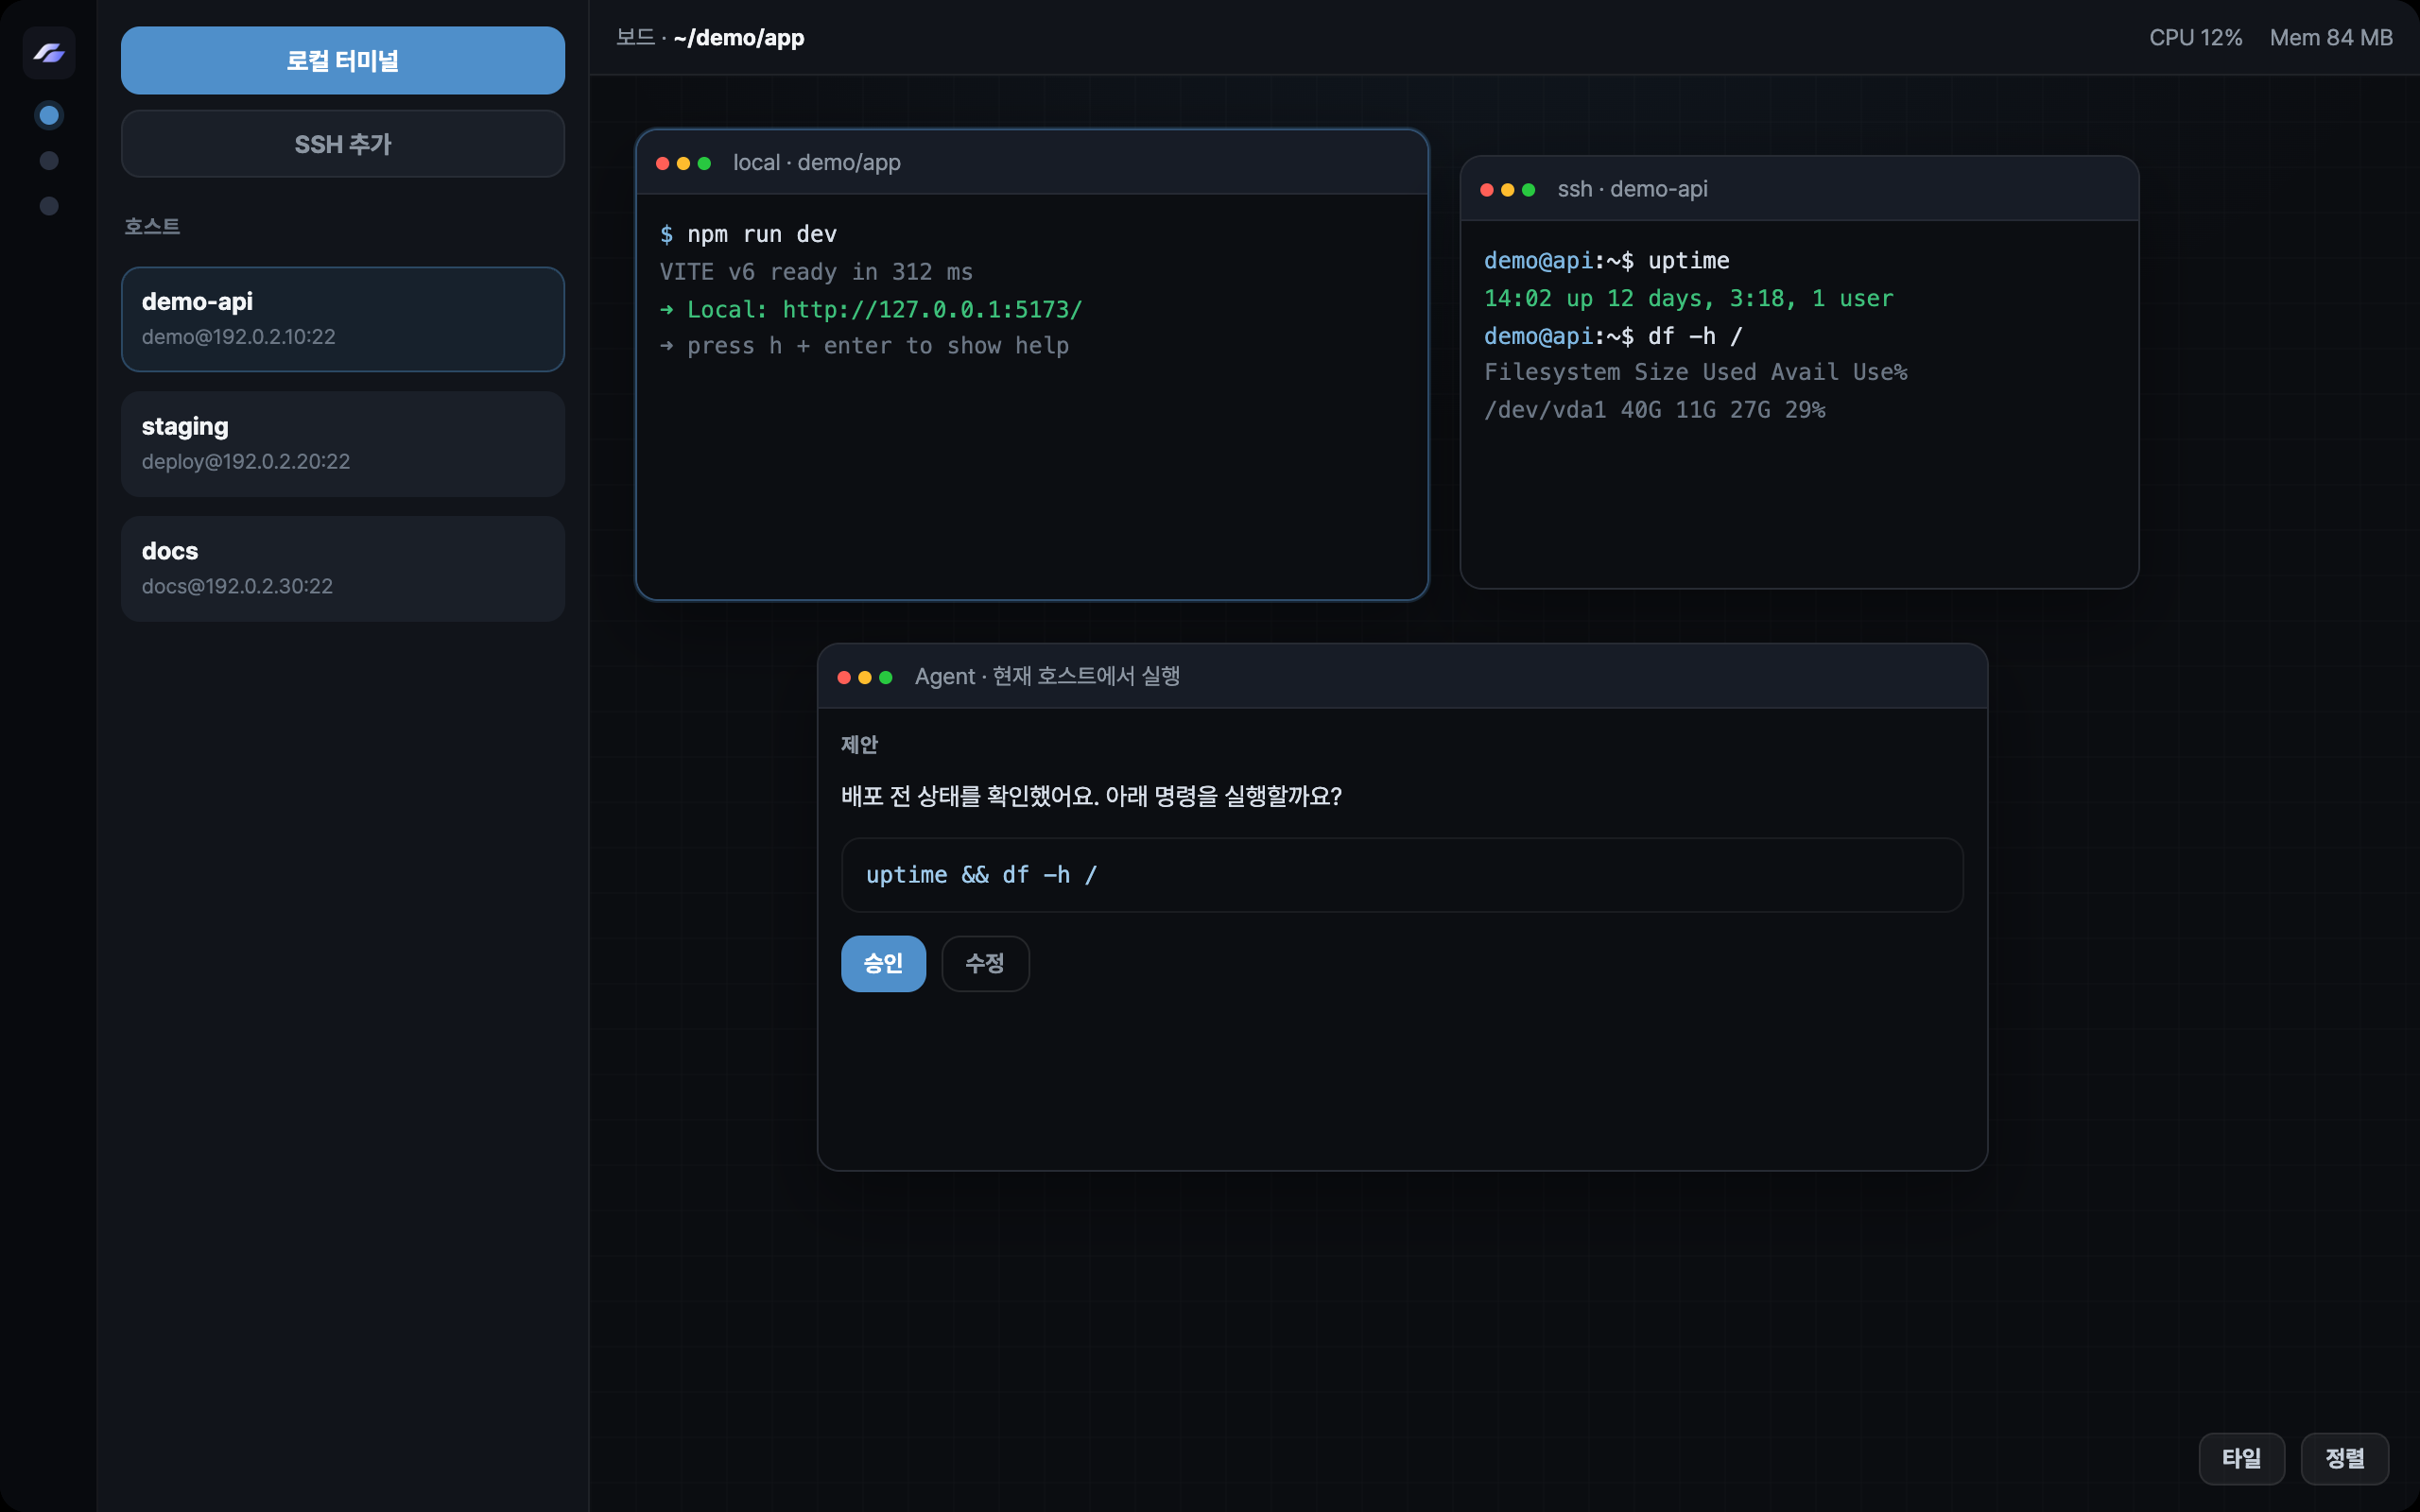 로컬 터미널
SSH 추가
호스트
demo-api
demo@192.0.2.10:22
staging
deploy@192.0.2.20:22
docs
docs@192.0.2.30:22
보드 · ~/demo/app
CPU 12% Mem 84 MB
local · demo/app
$ npm run dev
VITE v6 ready in 312 ms
➜ Local: http://127.0.0.1:5173/
➜ press h + enter to show help
ssh · demo-api
demo@api:~$ uptime
14:02 up 12 days, 3:18, 1 user
demo@api:~$ df -h /
Filesystem Size Used Avail Use%
/dev/vda1 40G 11G 27G 29%
Agent · 현재 호스트에서 실행
제안
배포 전 상태를 확인했어요. 아래 명령을 실행할까요?
uptime && df -h /
승인 수정
타일 정렬